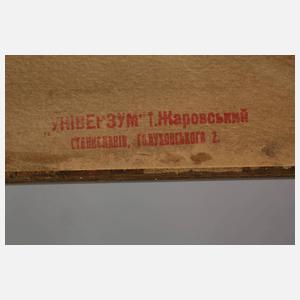 „УНІВЕРЗУМ" І. Жаровський
СТАНИСЛАВІВ, ГОЛУХОВСЬКОГО 2.